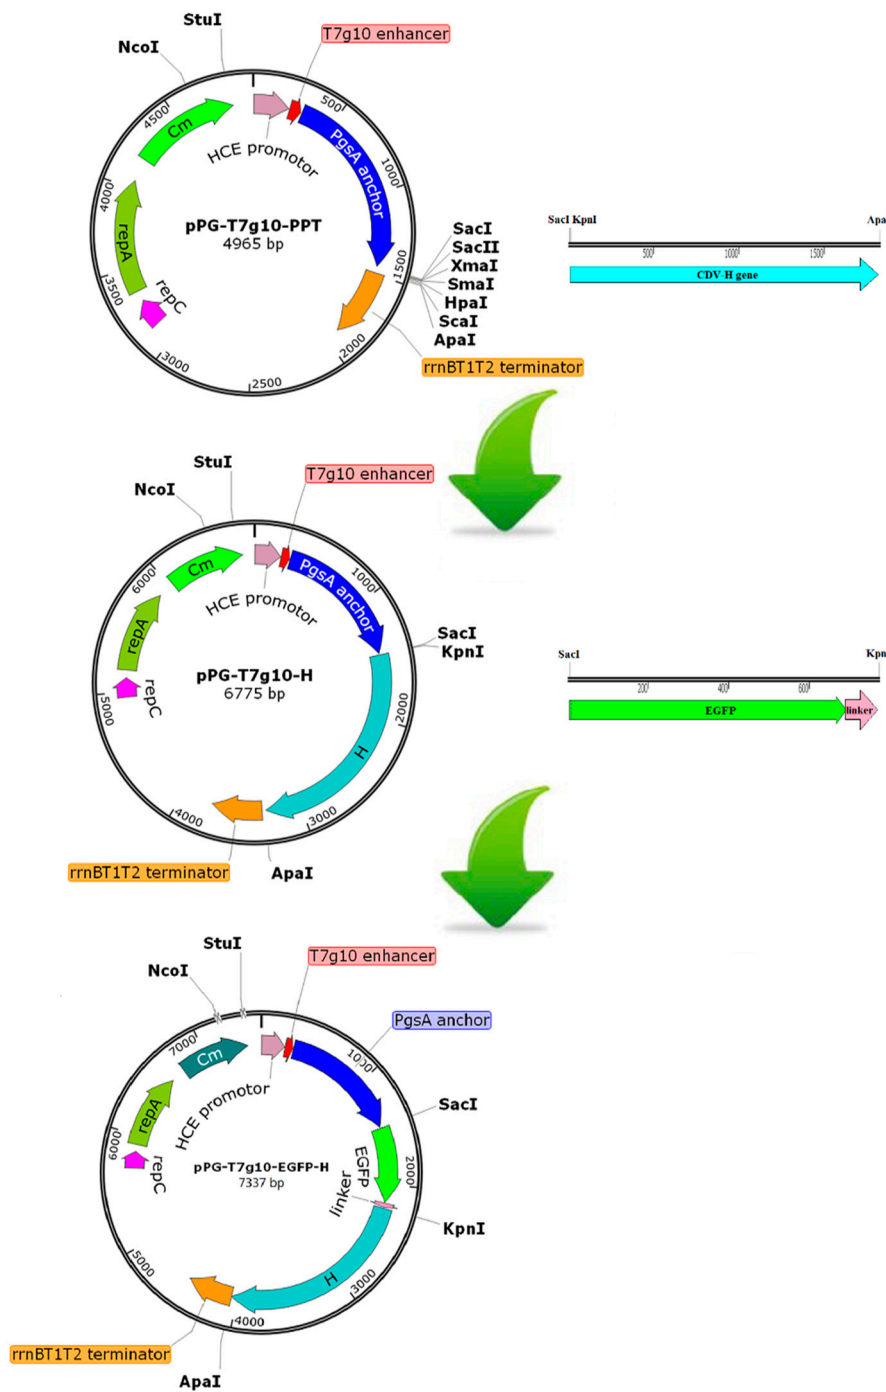 StuI
NcoI
T7g10 enhancer
500
4500
Cm
HCE promotor
PgsA anchor
1000
4000
repA
pPG-T7g10-PPT
4965 bp
SacI
SacII
XmaI
SmaI
HpaI
ScaI
ApaI
1500
3500
repC
2000
3000
2500
rrnBT1T2 terminator
SacI KpnI
Apa
500
1000
1500
CDV-H gene
StuI
NcoI
T7g10 enhancer
6000
Cm
HCE promotor
PgsA anchor
1000
repA
SacI
KpnI
pPG-T7g10-H
6775 bp
5000
repC
2000
H
4000
3000
rrnBT1T2 terminator
ApaI
SacI
Kpn
200
400
600
EGFP
linker
StuI
NcoI
T7g10 enhancer
PgsA anchor
7000
Cm
1000
HCE promotor
repA
SacI
6000
repC
pPG-T7g10-EGFP-H
7337 bp
EGFP
linker
2000
KpnI
5000
H
3000
4000
rrnBT1T2 terminator
ApaI